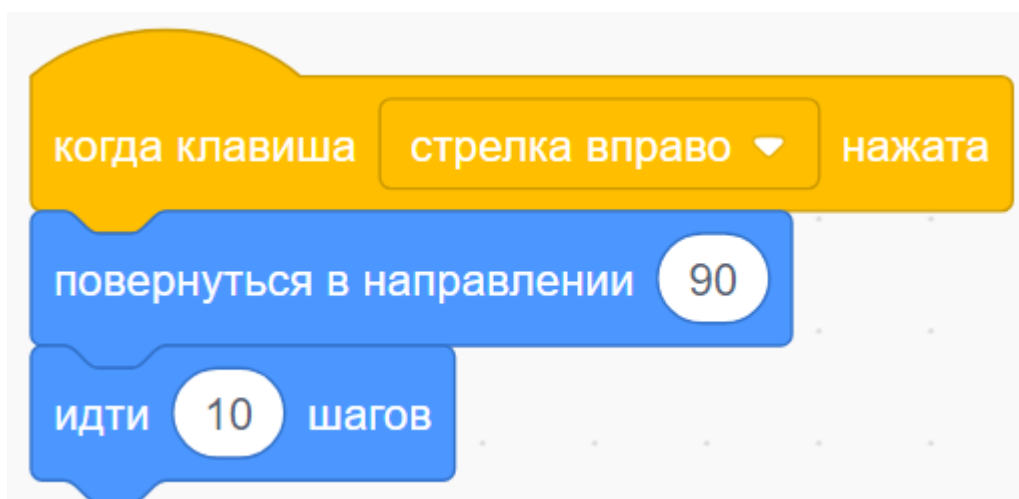 когда клавиша стрелка вправо нажата
повернуться в направлении 90
идти 10 шагов